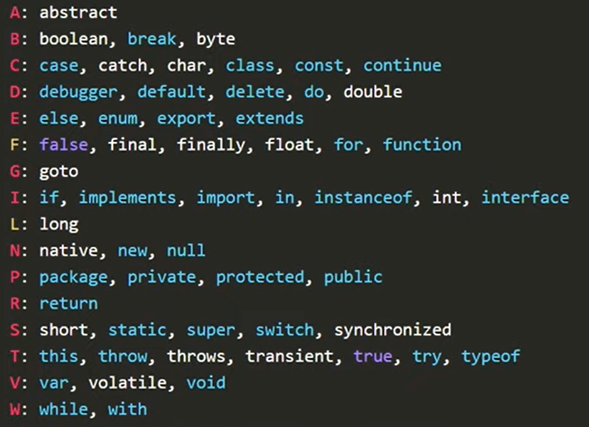 A: abstract
B: boolean, break, byte
C: case, catch, char, class, const, continue
D: debugger, default, delete, do, double
E: else, enum, export, extends
F: false, final, finally, float, for, function
G: goto
I: if, implements, import, in, instanceof, int, interface
L: long
N: native, new, null
P: package, private, protected, public
R: return
S: short, static, super, switch, synchronized
T: this, throw, throws, transient, true, try, typeof
V: var, volatile, void
W: while, with